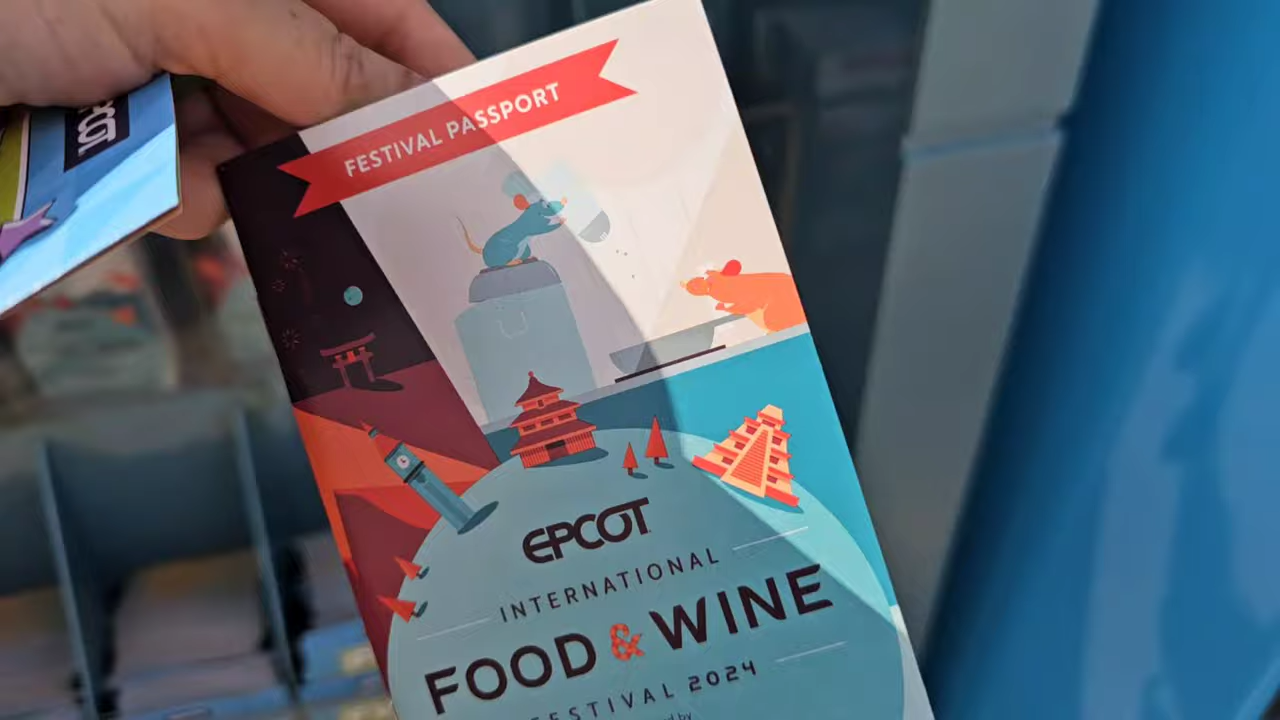 FESTIVAL PASSPORT
EPCOT
INTERNATIONAL
FOOD & WINE
FESTIVAL 2024